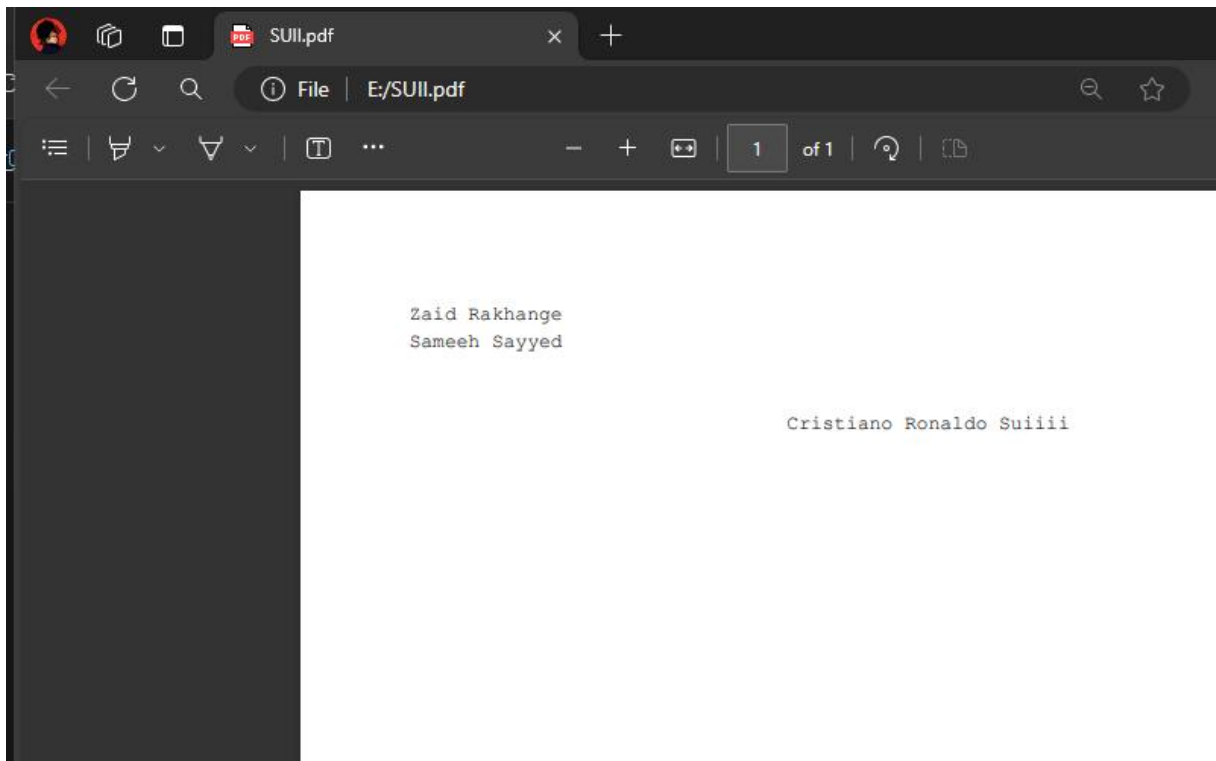 SUII.pdf
File | E:/SUII.pdf
1 of 1
Zaid Rakhange
Sameeh Sayyed
Cristiano Ronaldo Suiiii